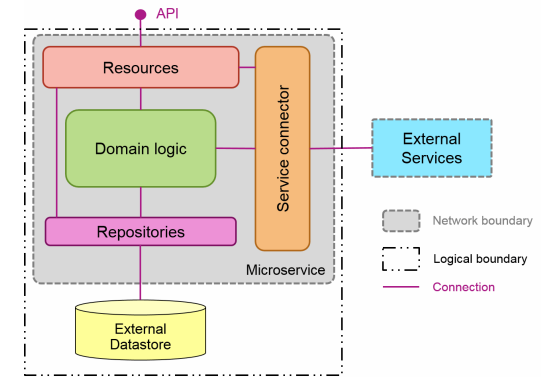 API
Resources
Domain logic
Service connector
External
Services
Repositories
Network boundary
Logical boundary
Microservice
Connection
External
Datastore